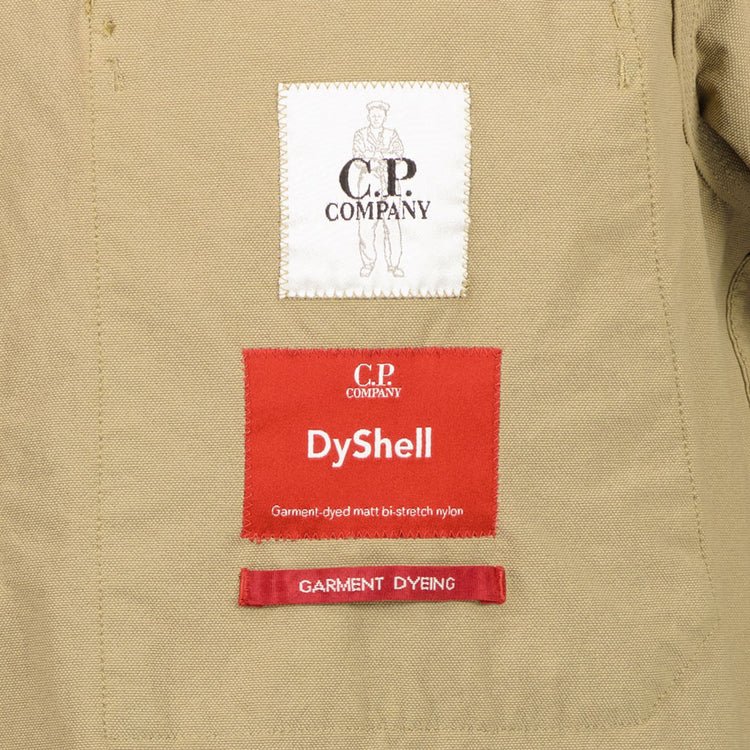 C.P.
COMPANY
C.P.
COMPANY
DyShell
Garment-dyed matt bi-stretch nylon
GARMENT DYEING